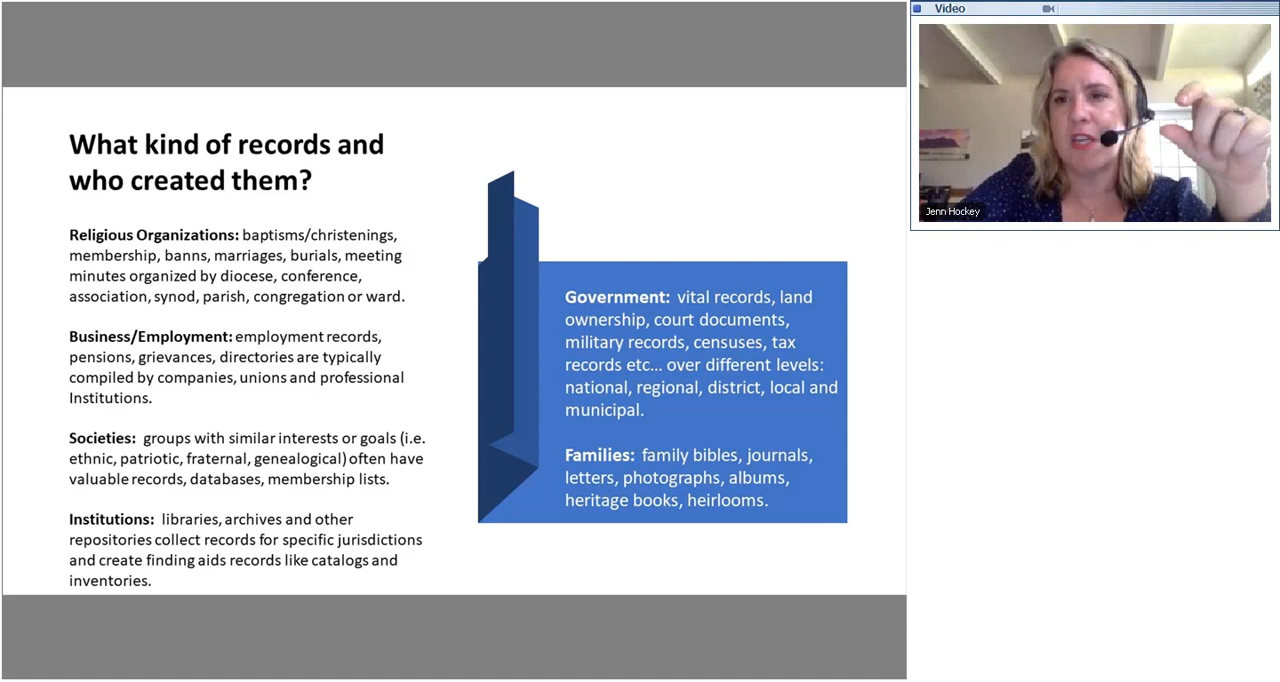 What kind of records and
who created them?
Religious Organizations: baptisms/christenings,
membership, banns, marriages, burials, meeting
minutes organized by diocese, conference,
association, synod, parish, congregation or ward.
Business/Employment: employment records,
pensions, grievances, directories are typically
compiled by companies, unions and professional
Institutions.
Societies: groups with similar interests or goals (i.e.
ethnic, patriotic, fraternal, genealogical) often have
valuable records, databases, membership lists.
Institutions: libraries, archives and other
repositories collect records for specific jurisdictions
and create finding aids records like catalogs and
inventories.
Government: vital records, land
ownership, court documents,
military records, censuses, tax
records etc... over different levels:
national, regional, district, local and
municipal.
Families: family bibles, journals,
letters, photographs, albums,
heritage books, heirlooms.
Video
Jenn Hockey